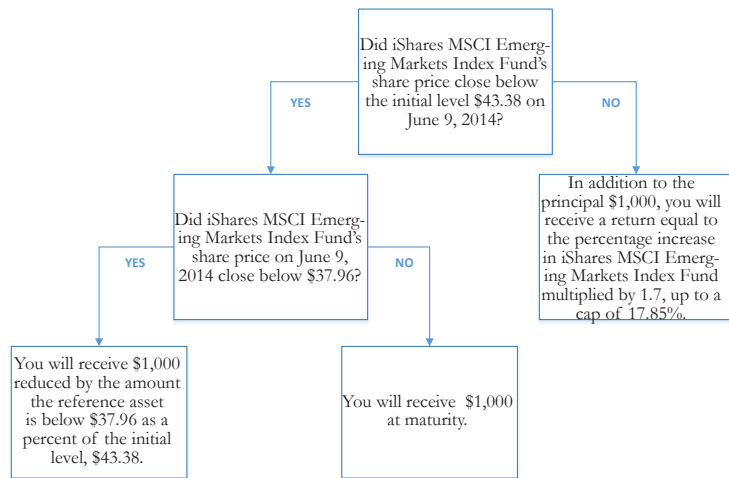 Did iShares MSCI Emerg-
ing Markets Index Fund's
share price close below
the initial level $43.38 on
June 9, 2014?
YES
NO
Did iShares MSCI Emerg-
ing Markets Index Fund's
share price on June 9,
2014 close below $37.96?
In addition to the
principal $1,000, you will
receive a return equal to
the percentage increase
in iShares MSCI Emerg-
ing Markets Index Fund
multiplied by 1.7, up to a
cap of 17.85%.
YES
NO
You will receive $1,000
reduced by the amount
the reference asset
is below $37.96 as a
percent of the initial
level, $43.38.
You will receive $1,000
at maturity.